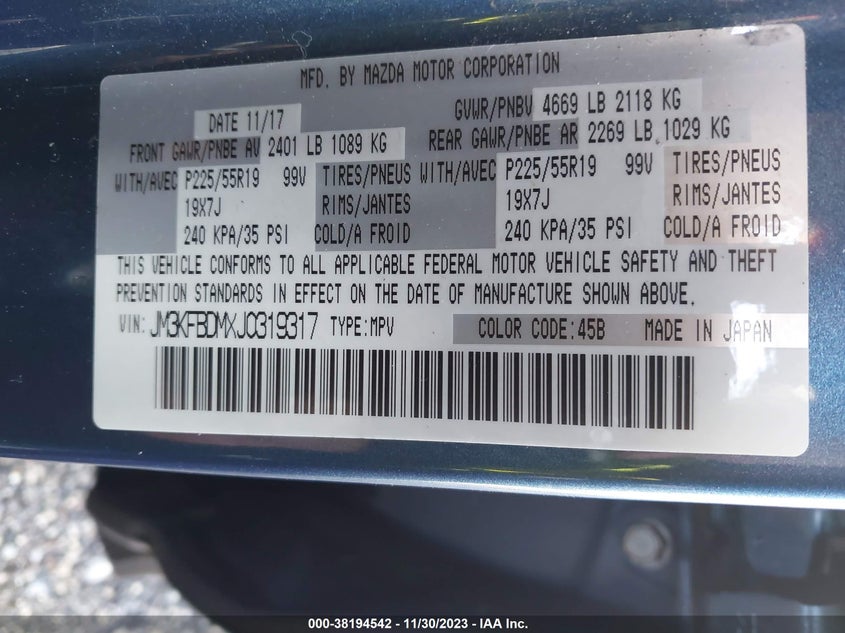 MFD. BY MAZDA MOTOR CORPORATION
DATE 11/17 GVWR/PNBV 4669 LB 2118 KG
FRONT GAWR/PNBE AV 2401 LB 1089 KG REAR GAWR/PNBE AR 2269 LB 1029 KG
WITH/AVEC P225/55R19 99V TIRES/PNEUS WITH/AVEC P225/55R19 99V TIRES/PNEUS
19X7J RIMS/JANTES 19X7J RIMS/JANTES
240 KPA/35 PSI COLD/A FROID 240 KPA/35 PSI COLD/A FROID
THIS VEHICLE CONFORMS TO ALL APPLICABLE FEDERAL MOTOR VEHICLE SAFETY AND THEFT
PREVENTION STANDARDS IN EFFECT ON THE DATE OF MANUFACTURE SHOWN ABOVE.
VIN: JM3KFBDMXJ0319317 TYPE:MPV COLOR CODE:45B MADE IN JAPAN
000-38194542 - 11/30/2023 - IAA Inc.